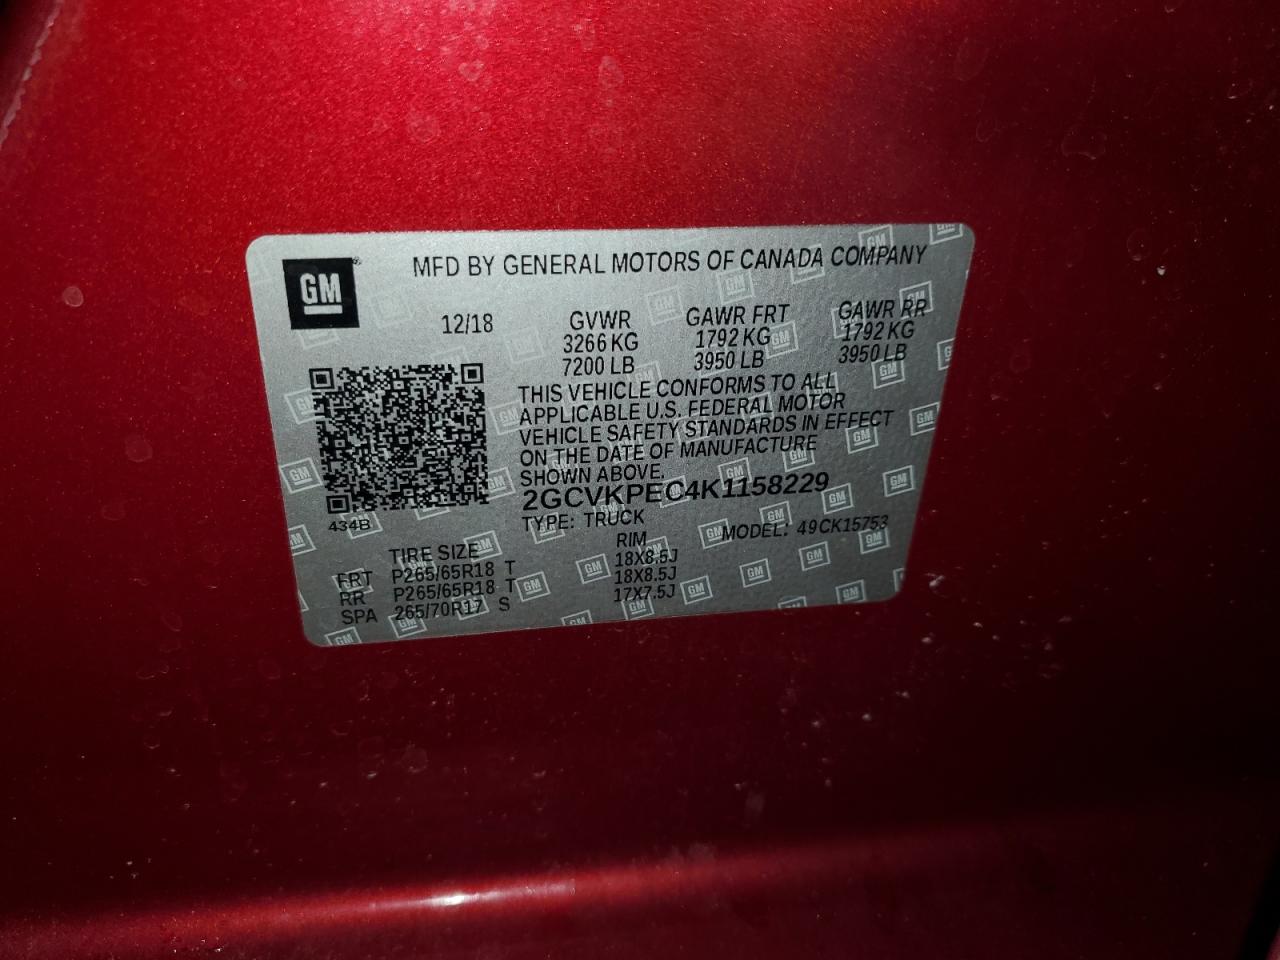 GM
MFD BY GENERAL MOTORS OF CANADA COMPANY
12/18 GVWR GAWR FRT GAWR RR
3266 KG 1792 KG 1792 KG
7200 LB 3950 LB 3950 LB
THIS VEHICLE CONFORMS TO ALL
APPLICABLE U.S. FEDERAL MOTOR
VEHICLE SAFETY STANDARDS IN EFFECT
ON THE DATE OF MANUFACTURE
SHOWN ABOVE.
2GCVKPEC4K1158229
434B
TYPE: TRUCK MODEL: 49CK15753
TIRE SIZE RIM
FRT P265/65R18 T 18X8.5J
RR P265/65R18 T 18X8.5J
SPA 265/70R17 S 17X7.5J